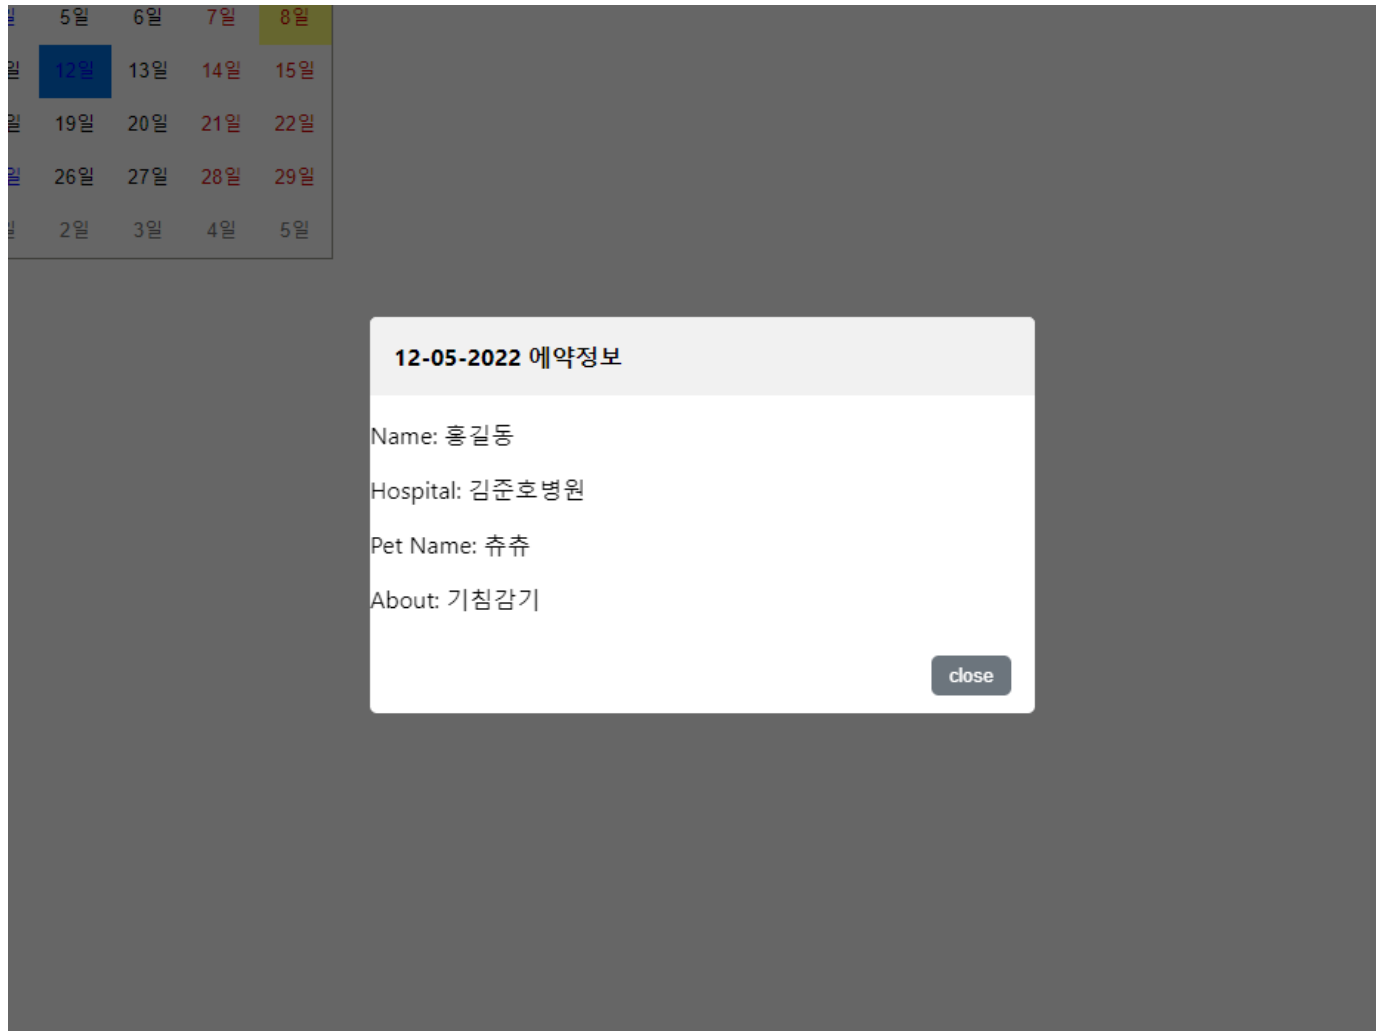 5일 6일 7일 8일
12일 13일 14일 15일
19일 20일 21일 22일
26일 27일 28일 29일
2일 3일 4일 5일
12-05-2022 에약정보
Name: 홍길동
Hospital: 김준호병원
Pet Name: 츄츄
About: 기침감기
close